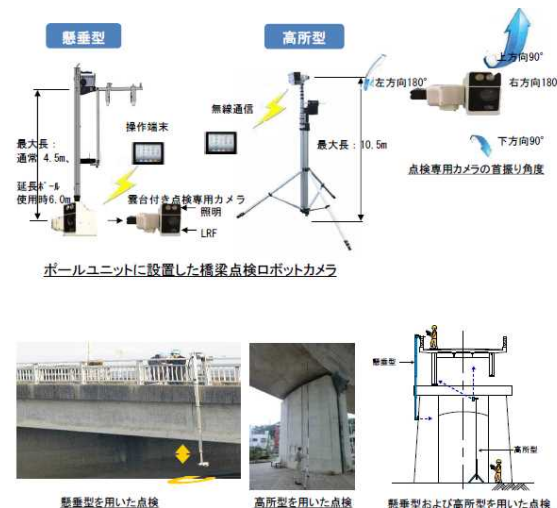 懸垂型
高所型
上方向90°
左方向180°
右方向180
下方向90°
点検専用カメラの首振り角度
無線通信
操作端末
最大長:
通常 4.5m、
延長ポール
使用時6.0m
最大長：10.5m
雲台付き点検専用カメラ
照明
LRF
ポールユニットに設置した橋梁点検ロボットカメラ
懸垂型
高所型
懸垂型を用いた点検
高所型を用いた点検
懸垂型および高所型を用いた点検